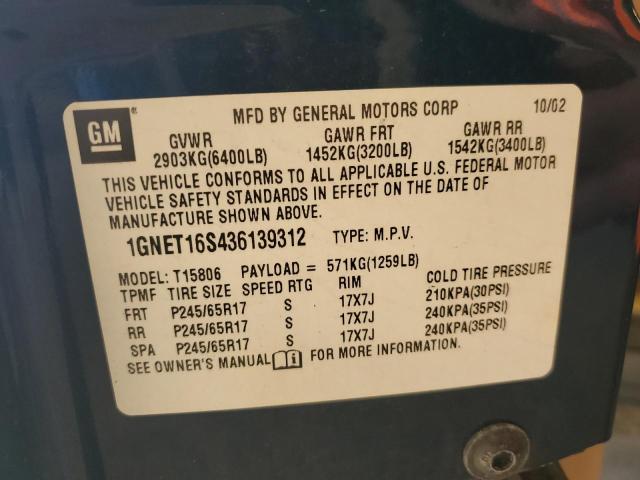 GM® MFD BY GENERAL MOTORS CORP 10/02
GVWR GAWR FRT GAWR RR
2903KG(6400LB) 1452KG(3200LB) 1542KG(3400LB)
THIS VEHICLE CONFORMS TO ALL APPLICABLE U.S. FEDERAL MOTOR
VEHICLE SAFETY STANDARDS IN EFFECT ON THE DATE OF
MANUFACTURE SHOWN ABOVE.
1GNET16S436139312 TYPE: M.P.V.
MODEL: T15806 PAYLOAD = 571KG(1259LB)
TPMF TIRE SIZE SPEED RTG RIM COLD TIRE PRESSURE
FRT P245/65R17 S 17X7J 210KPA(30PSI)
RR P245/65R17 S 17X7J 240KPA(35PSI)
SPA P245/65R17 S 17X7J 240KPA(35PSI)
SEE OWNER'S MANUAL i FOR MORE INFORMATION.